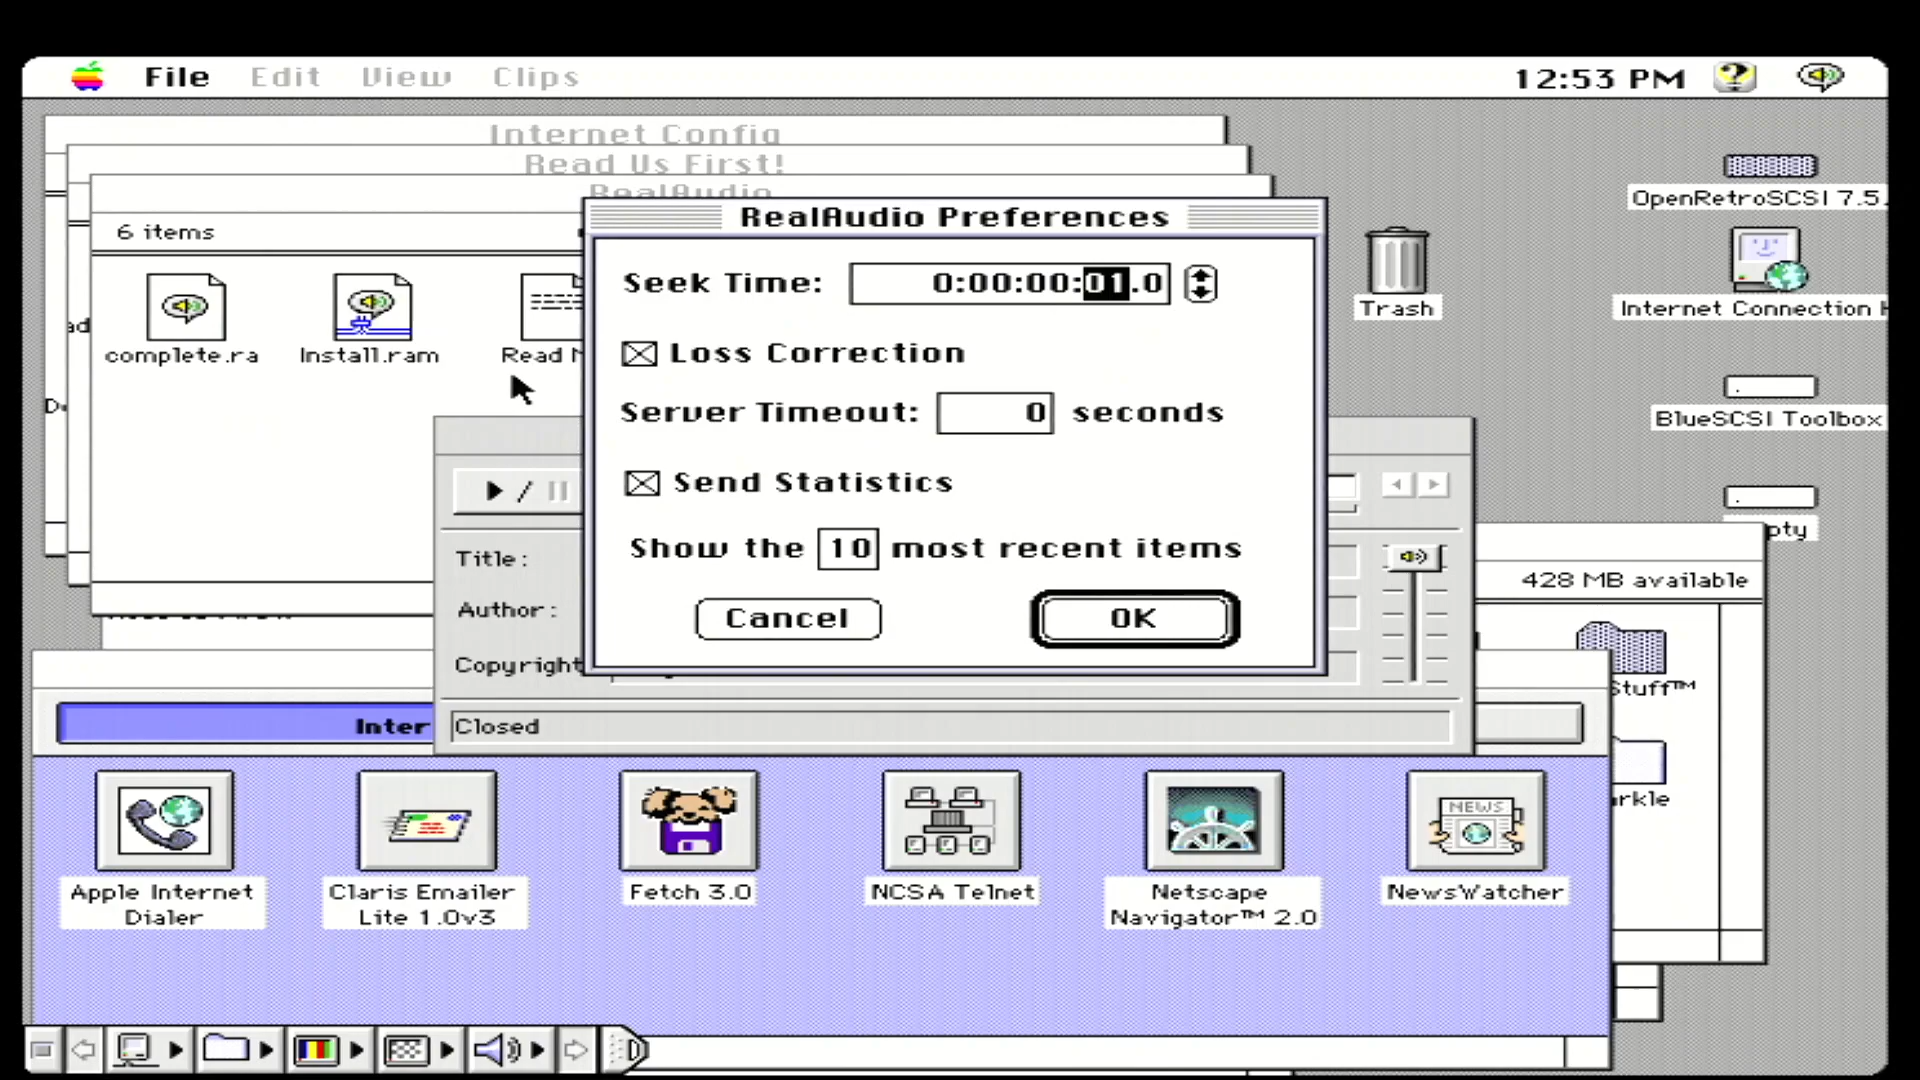 File Edit View Clips 12:53 PM
Internet Config
Read Us First!
RealAudio
6 items
complete.ra
Install.ram
Read
RealAudio Preferences
Seek Time: 0:00:00:01.0
Loss Correction
Server Timeout: 0 seconds
Send Statistics
Show the 10 most recent items
Cancel OK
Title:
Author:
Copyright
Closed
OpenRetroSCSI 7.5.
Trash
Internet Connection
BlueSCSI Toolbox
pty
428 MB available
Stuff™
rkle
Inter
Apple Internet
Dialer
Claris Emailer
Lite 1.0v3
Fetch 3.0
NCSA Telnet
Netscape
Navigator™ 2.0
NEWS
NewsWatcher